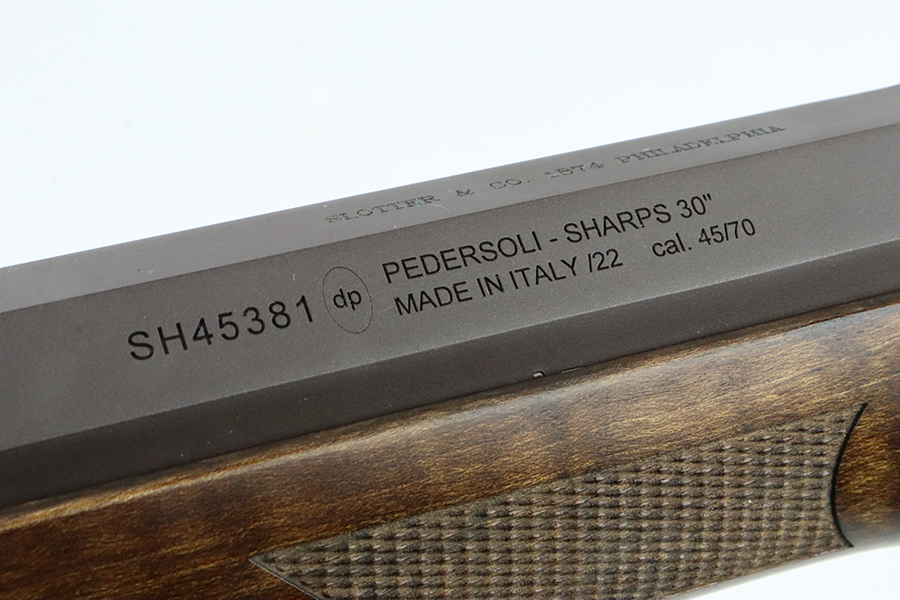 SLOTTER & CO. 1874 PHILADELPHIA
SH45381
dp
PEDERSOLI - SHARPS 30"
MADE IN ITALY /22 cal. 45/70